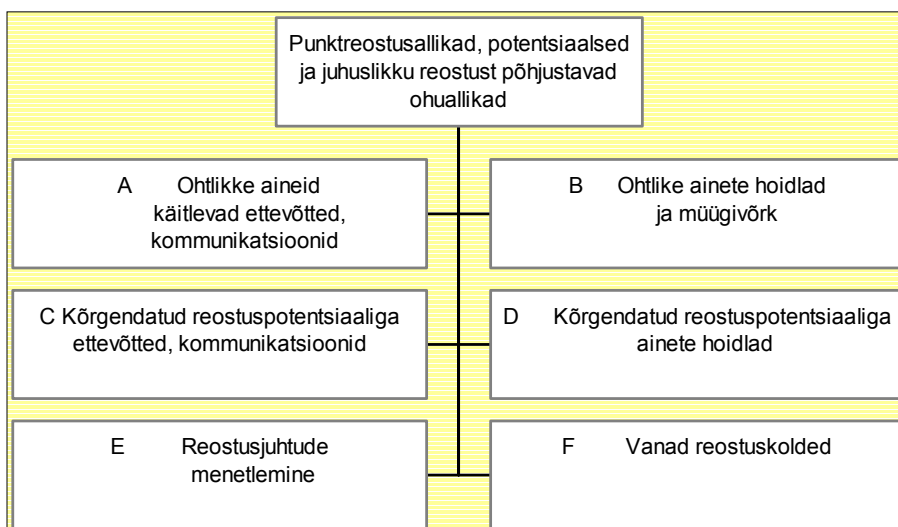 Punktreostusallikad, potentsiaalsed
ja juhuslikku reostust põhjustavad
ohuallikad
A Ohtlikke aineid
käitlevad ettevõtted,
kommunikatsioonid
B Ohtlike ainete hoidlad
ja müügivõrk
C Kõrgendatud reostuspotentsiaaliga
ettevõtted, kommunikatsioonid
D Kõrgendatud reostuspotentsiaaliga
ainete hoidlad
E Reostusjuhtude
menetlemine
F Vanad reostuskolded